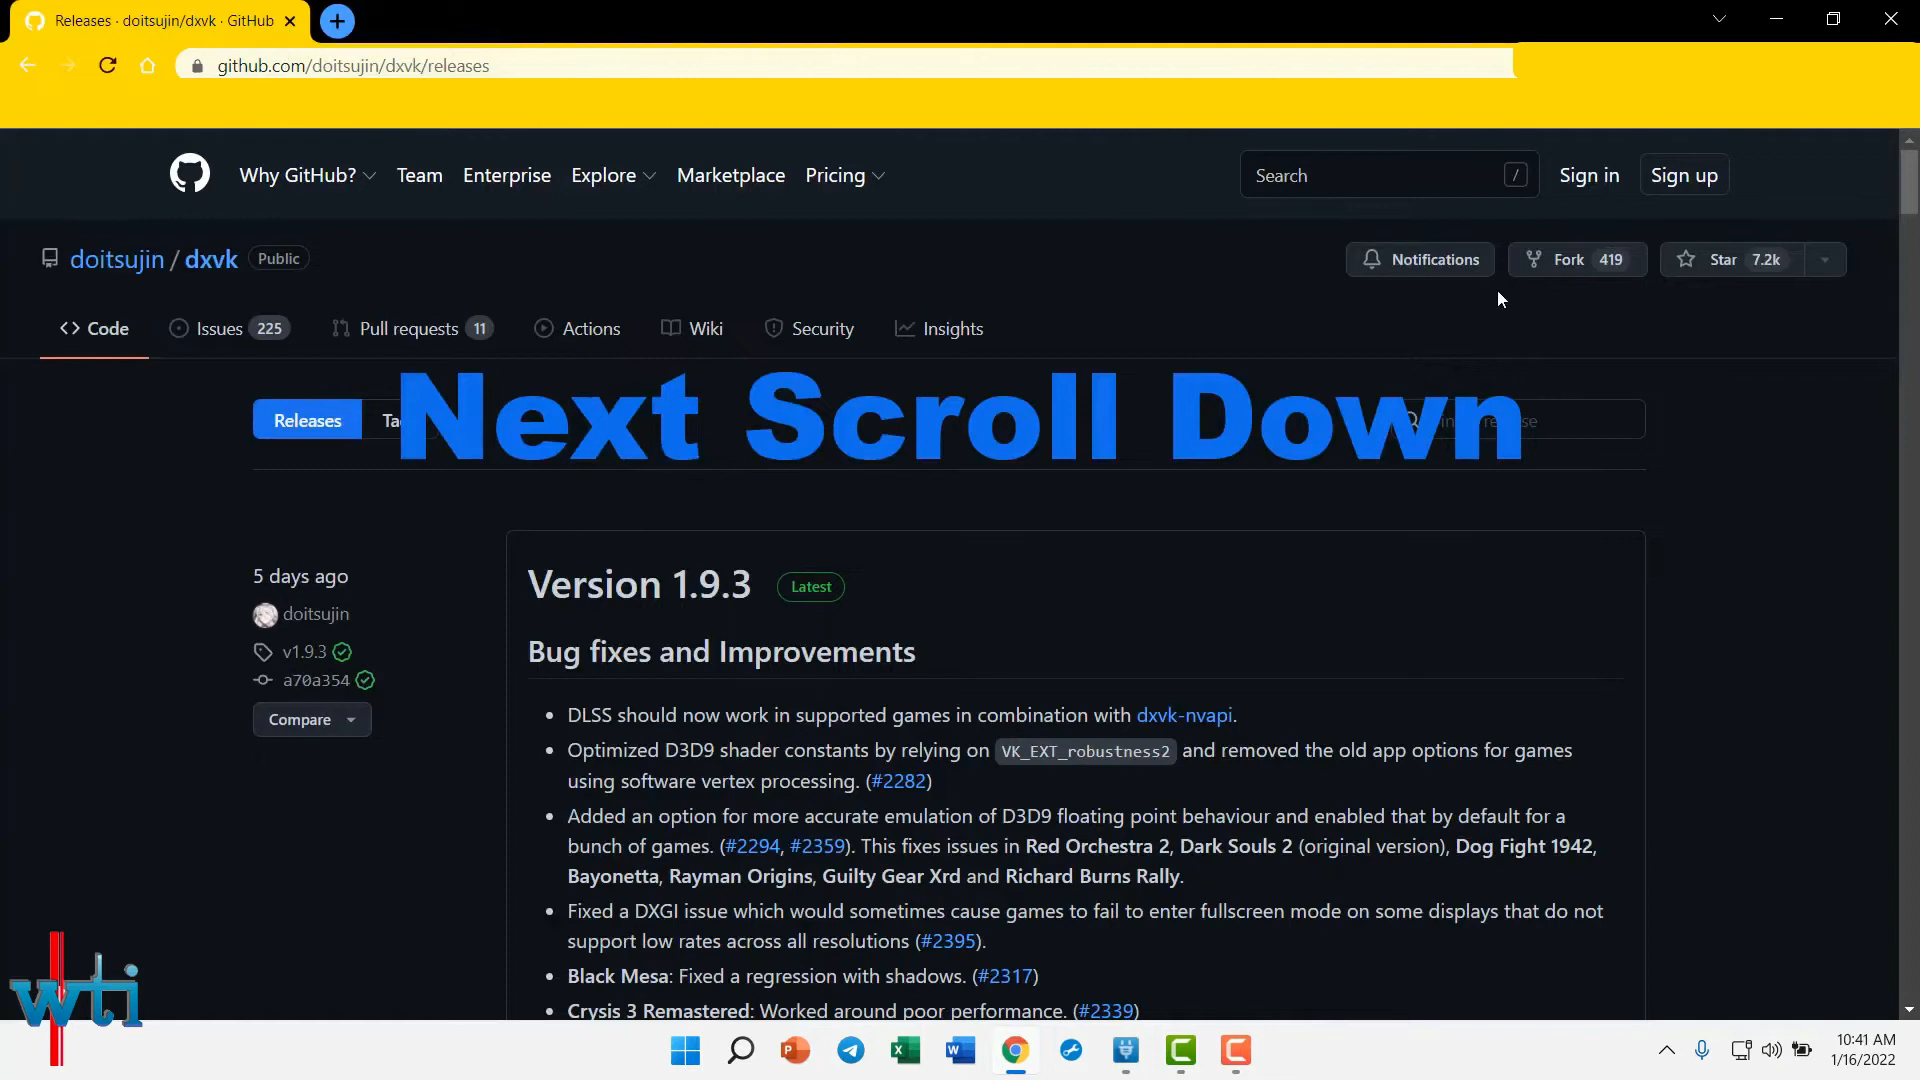 Releases · doitsujin/dxvk · GitHub
github.com/doitsujin/dxvk/releases
Why GitHub? Team Enterprise Explore Marketplace Pricing Search / Sign in Sign up
doitsujin / dxvk Public Notifications Fork 419 Star 7.2k
Code Issues 225 Pull requests 11 Actions Wiki Security Insights
Next Scroll Down
Releases
5 days ago
doitsujin
v1.9.3
a70a354
Compare
Version 1.9.3 Latest
Bug fixes and Improvements
DLSS should now work in supported games in combination with dxvk-nvapi.
Optimized D3D9 shader constants by relying on VK_EXT_robustness2 and removed the old app options for games
using software vertex processing. (#2282)
Added an option for more accurate emulation of D3D9 floating point behaviour and enabled that by default for a
bunch of games. (#2294, #2359). This fixes issues in Red Orchestra 2, Dark Souls 2 (original version), Dog Fight 1942,
Bayonetta, Rayman Origins, Guilty Gear Xrd and Richard Burns Rally.
Fixed a DXGI issue which would sometimes cause games to fail to enter fullscreen mode on some displays that do not
support low rates across all resolutions (#2395).
Black Mesa: Fixed a regression with shadows. (#2317)
Crysis 3 Remastered: Worked around poor performance. (#2339)
wti
10:41 AM
1/16/2022